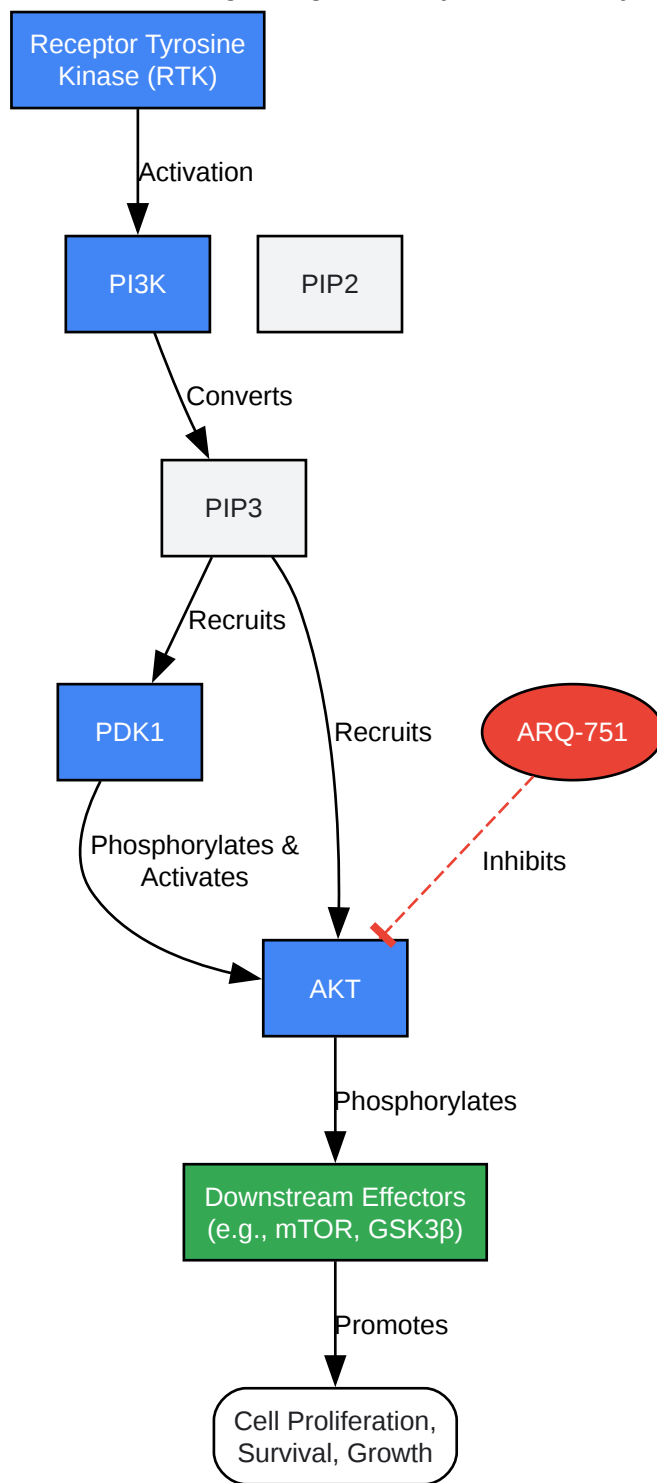 Receptor Tyrosine
Kinase (RTK)
Activation
PI3K
PIP2
Converts
PIP3
Recruits
PDK1
Recruits
ARQ-751
Phosphorylates &
Activates
Inhibits
AKT
Phosphorylates
Downstream Effectors
(e.g., mTOR, GSK3β)
Promotes
Cell Proliferation,
Survival, Growth